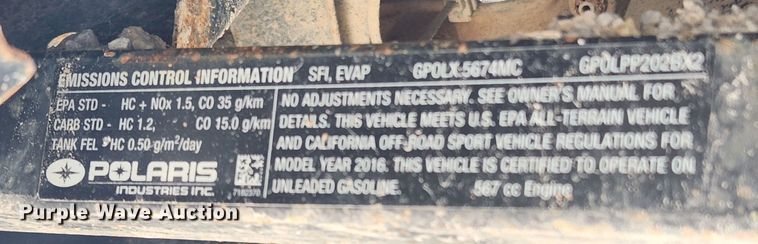 EMISSIONS CONTROL INFORMATION SFI, EVAP GPOLX.5674MC GPOLPP202BX2
EPA STD - HC + NOx 1.5, CO 35 g/km
CARB STD - HC 1.2, CO 15.0 g/km
TANK FEL HC 0.50 g/m²/day
POLARIS
INDUSTRIES INC.
7182370
NO ADJUSTMENTS NECESSARY. SEE OWNER'S MANUAL FOR
DETAILS. THIS VEHICLE MEETS U.S. EPA ALL-TERRAIN VEHICLE
AND CALIFORNIA OFF-ROAD SPORT VEHICLE REGULATIONS FOR
MODEL YEAR 2016. THIS VEHICLE IS CERTIFIED TO OPERATE ON
UNLEADED GASOLINE. 567 cc Engine
Purple Wave Auction